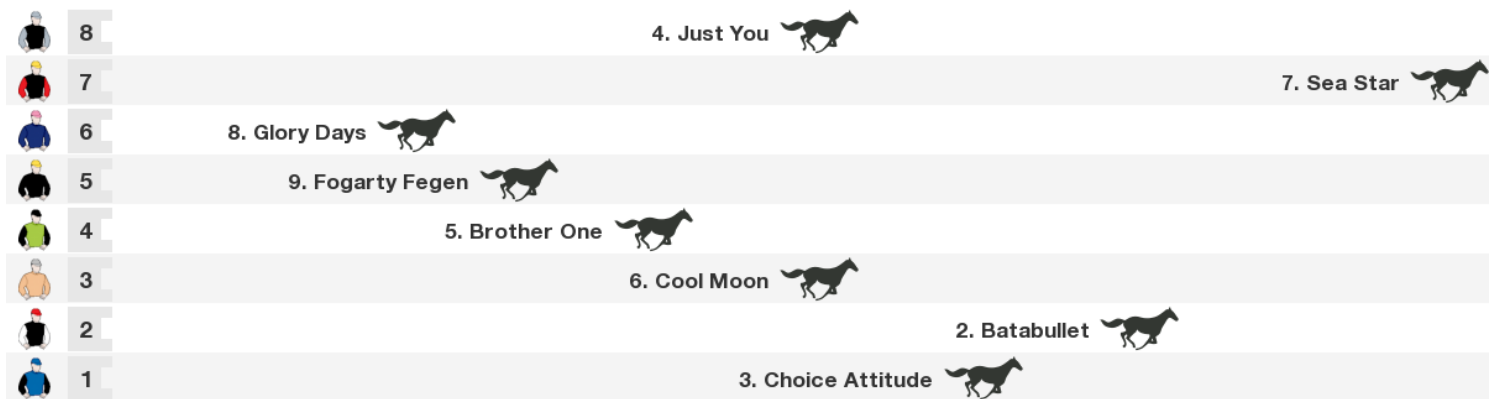 8 4. Just You
7 7. Sea Star
6 8. Glory Days
5 9. Fogarty Fegen
4 5. Brother One
3 6. Cool Moon
2 2. Batabullet
1 3. Choice Attitude